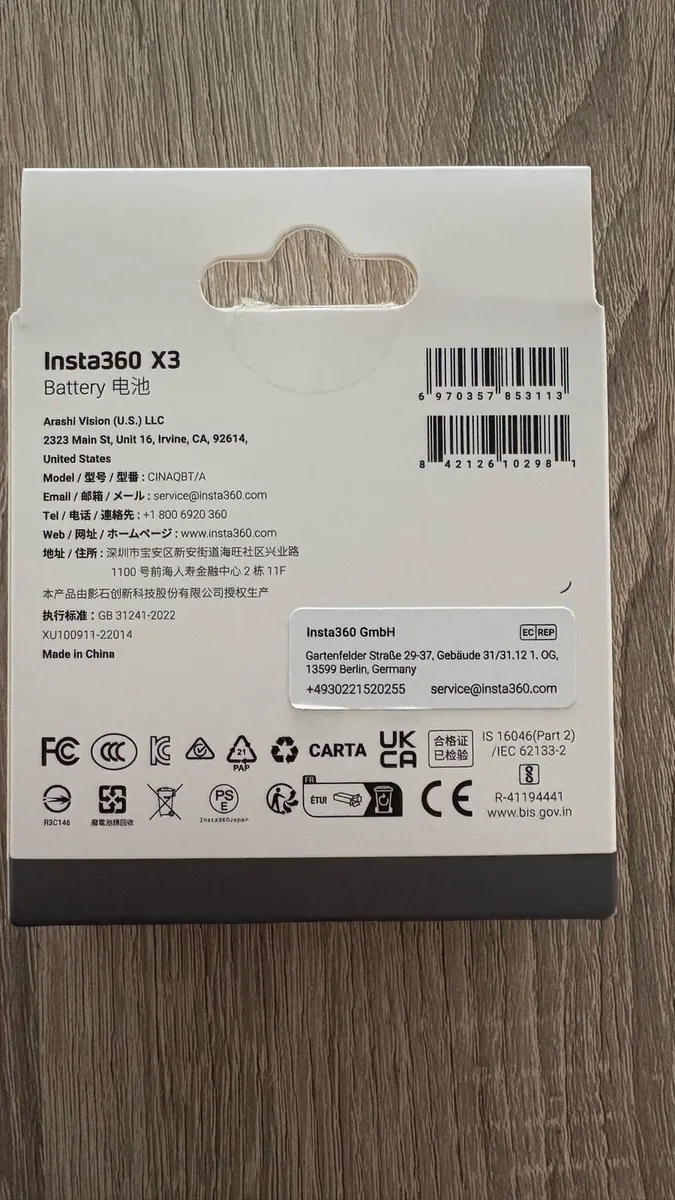 Insta360 X3
Battery 电池
6 970357 853113
8 42126 10298 1
Arashi Vision (U.S.) LLC
2323 Main St, Unit 16, Irvine, CA, 92614,
United States
Model / 型号 / 型番 : CINAQBT/A
Email / 邮箱 / メール : service@insta360.com
Tel / 电话 / 連絡先 : +1 800 6920 360
Web / 网址 / ホームページ : www.insta360.com
地址 / 住所 : 深圳市宝安区新安街道海旺社区兴业路
1100 号前海人寿金融中心 2 栋 11F
本产品由影石创新科技股份有限公司授权生产
执行标准 : GB 31241-2022
XU100911-22014
Made in China
Insta360 GmbH
EC REP
Gartenfelder Straße 29-37, Gebäude 31/31.12 1. OG,
13599 Berlin, Germany
+4930221520255 service@insta360.com
FC CCC KC 21 PAP CARTA UK CA
合格证
已检验
IS 16046(Part 2)
/IEC 62133-2
R-41194441
www.bis.gov.in
R3C146
廢電池請回收
PS E
Insta360Japan
FR
ÉTUI
CE